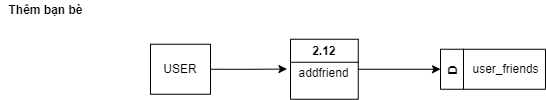 Thêm bạn bè
2.12
USER
addfriend
D
user_friends